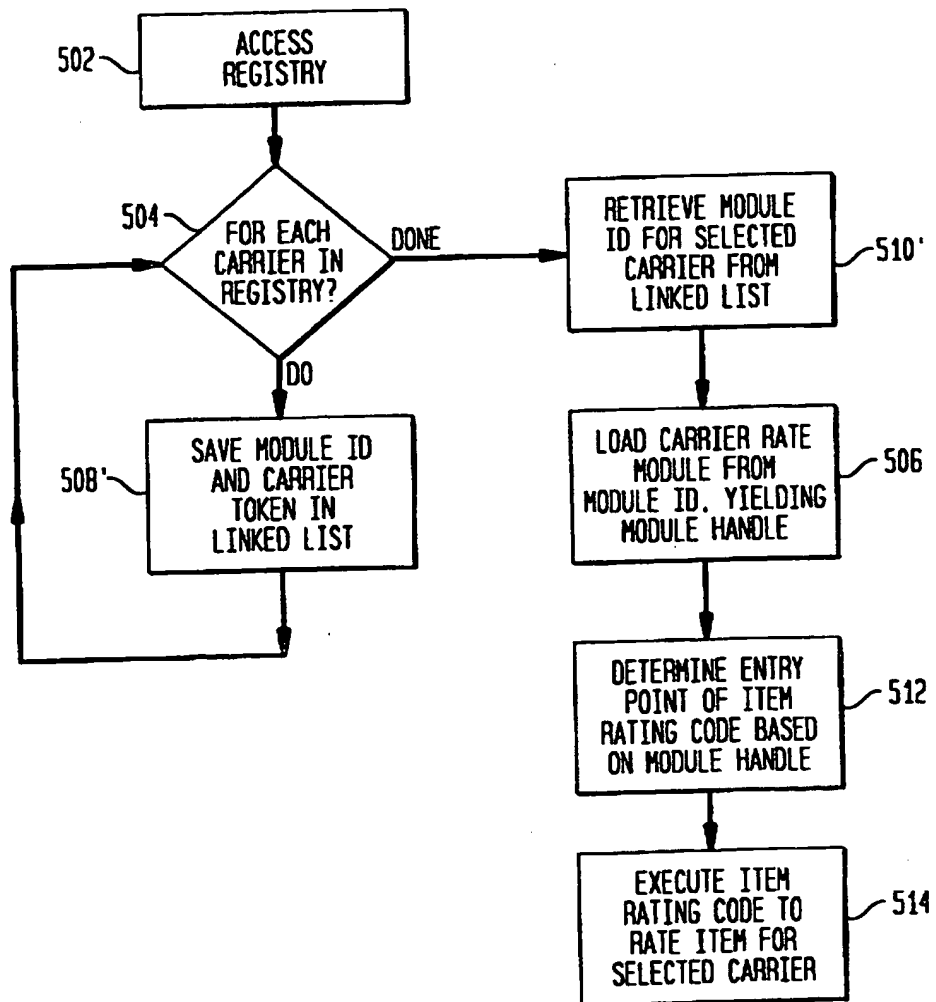 502
ACCESS
REGISTRY
504
FOR EACH
CARRIER IN
REGISTRY?
DONE
DO
508'
SAVE MODULE ID
AND CARRIER
TOKEN IN
LINKED LIST
RETRIEVE MODULE
ID FOR SELECTED
CARRIER FROM
LINKED LIST
510'
LOAD CARRIER RATE
MODULE FROM
MODULE ID, YIELDING
MODULE HANDLE
506
DETERMINE ENTRY
POINT OF ITEM
RATING CODE BASED
ON MODULE HANDLE
512
EXECUTE ITEM
RATING CODE TO
RATE ITEM FOR
SELECTED CARRIER
514